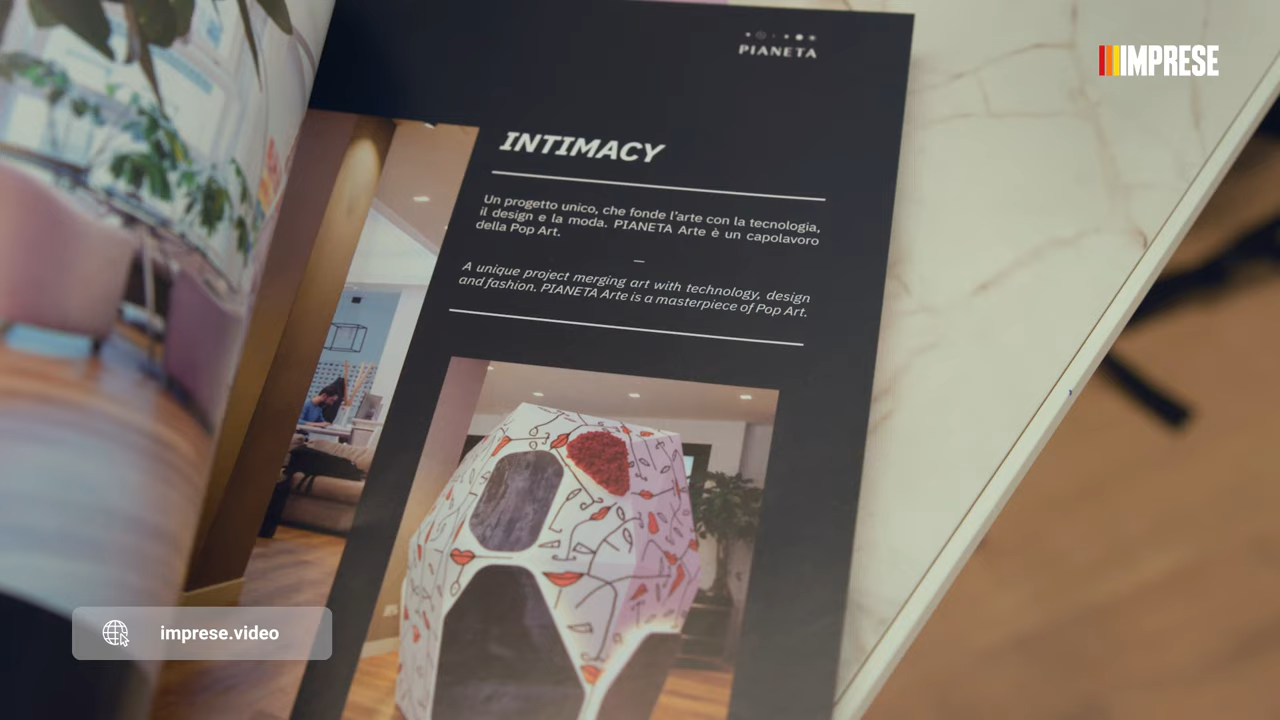 PIANETA
IMPRESE
INTIMACY
Un progetto unico, che fonde l'arte con la tecnologia,
il design e la moda. PIANETA Arte è un capolavoro
della Pop Art.
—
A unique project merging art with technology, design
and fashion. PIANETA Arte is a masterpiece of Pop Art.
imprese.video